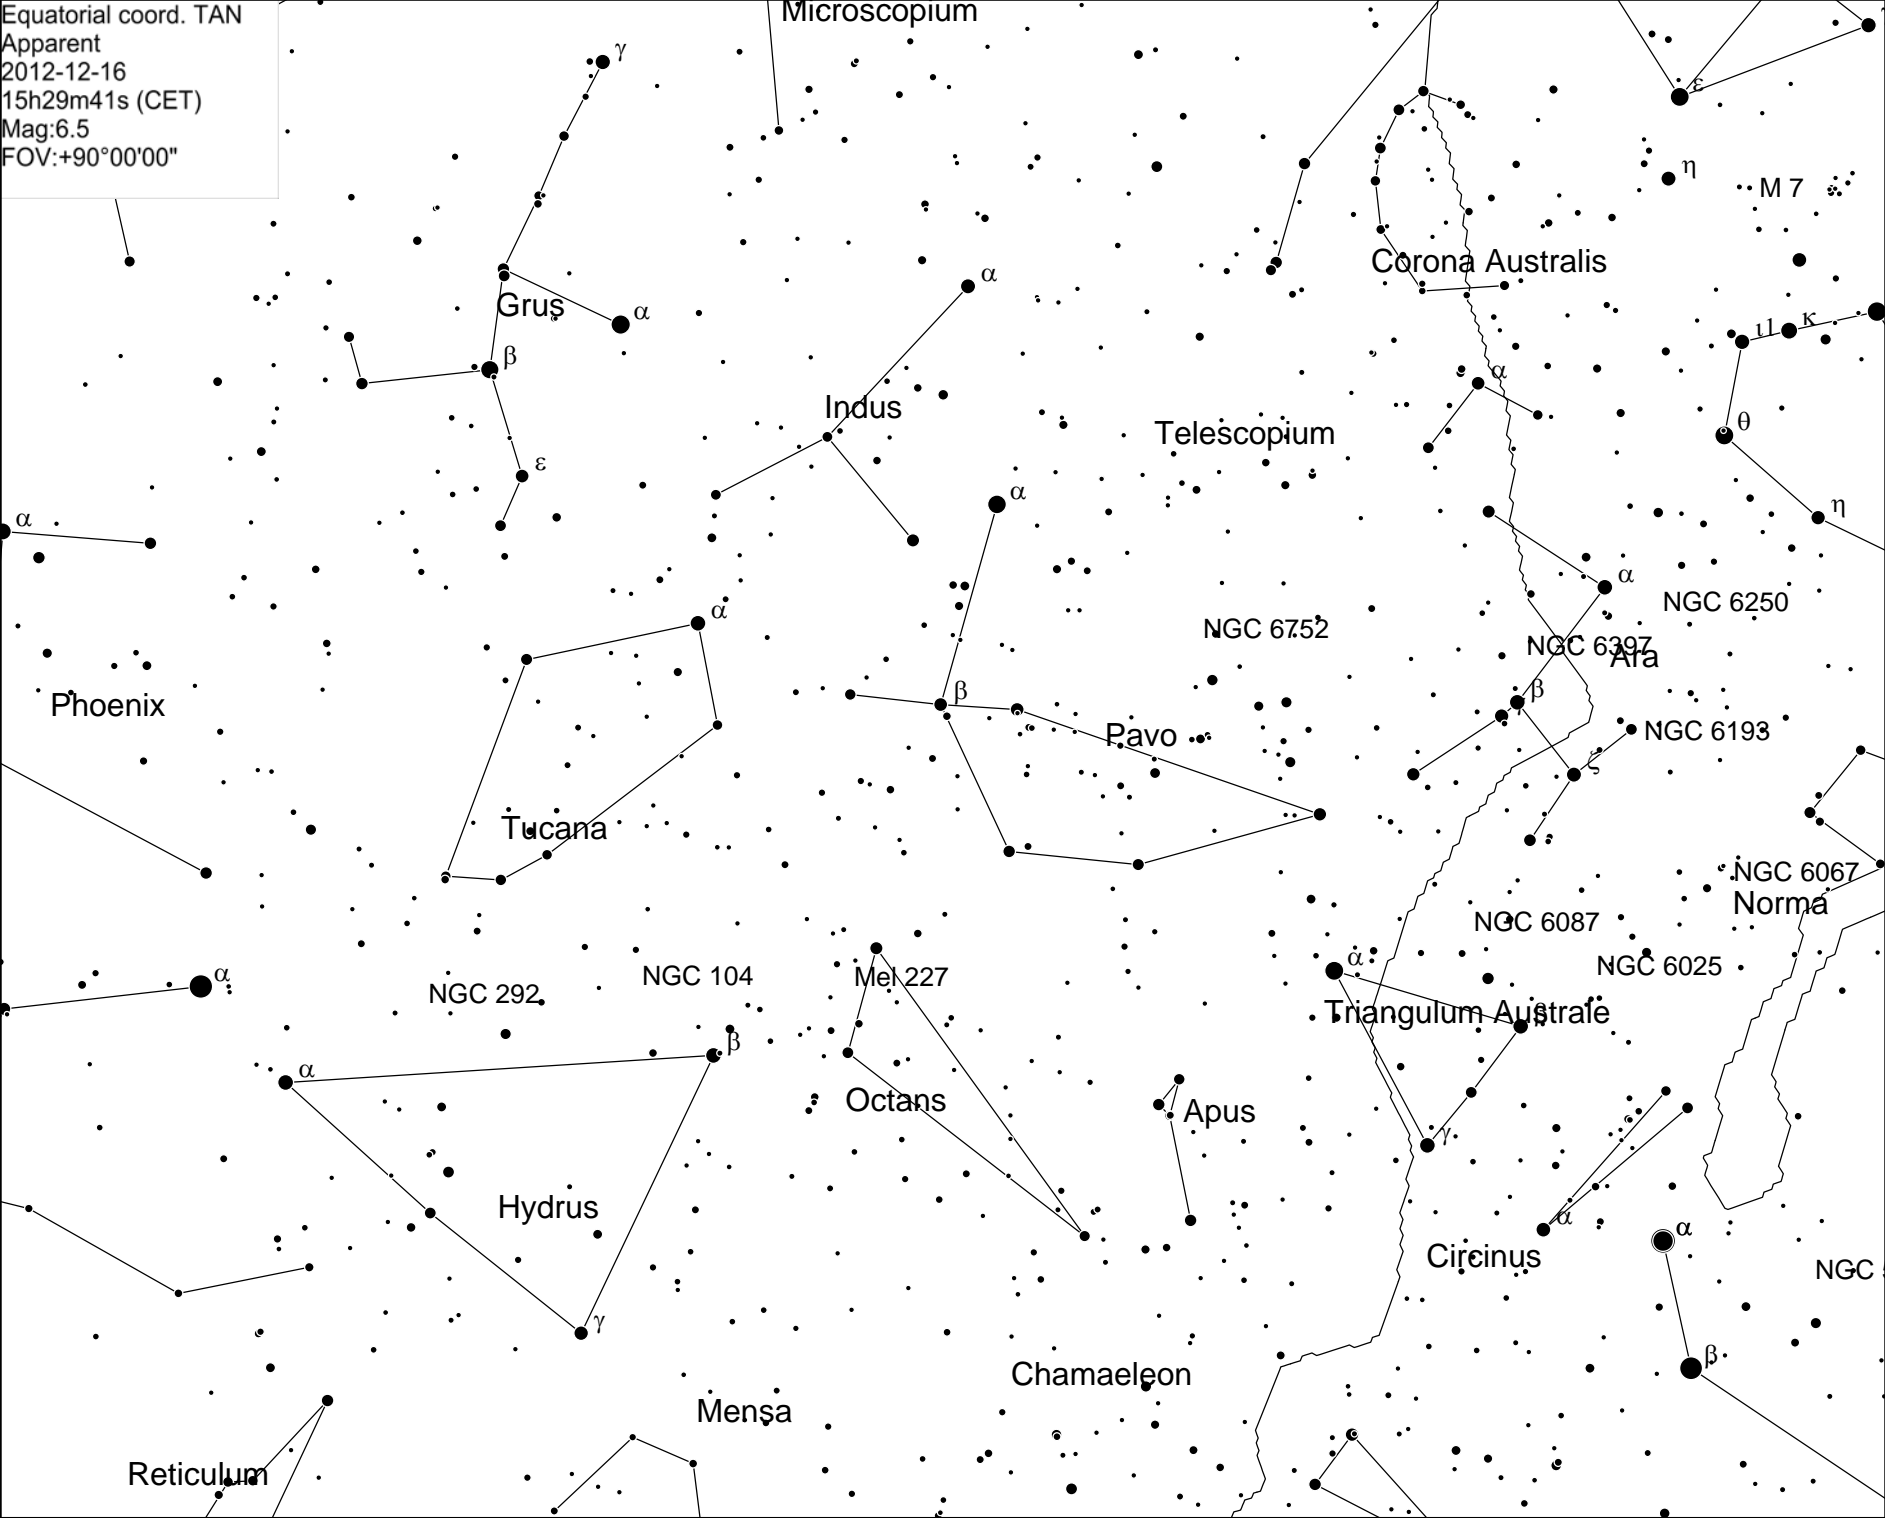 Equatorial coord. TAN
Apparent
2012-12-16
15h29m41s (CET)
Mag:6.5
FOV:+90°00'00"
Microscopium
γ
ε
η
M 7
Corona Australis
α
Grus
α
ι1
κ
β
α
Indus
θ
Telescopium
ε
α
η
α
α
NGC 6250
α
NGC 6752
NGC 6397
Ara
β
β
Phoenix
γ
NGC 6193
Pavo
ζ
Tucana
NGC 6067
Norma
NGC 6087
α
NGC 6025
α
NGC 104
Mel 227
NGC 292
Triangulum Australe
β
β
α
Octans
Apus
γ
Hydrus
α
α
Circinus
NGC
γ
β
Chamaeleon
Mensa
Reticulum